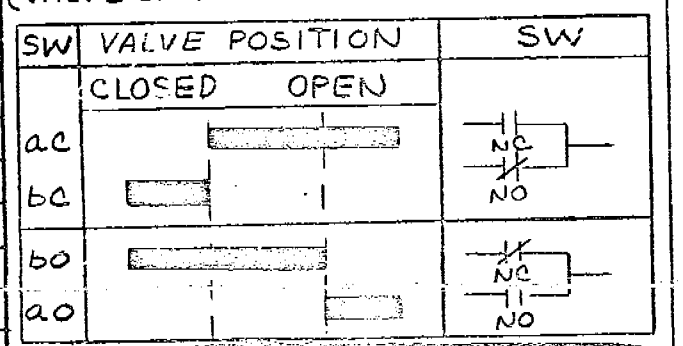 SW VALVE POSITION SW
CLOSED OPEN
ac
NC
bc
NO
bo
NC
ao
NO